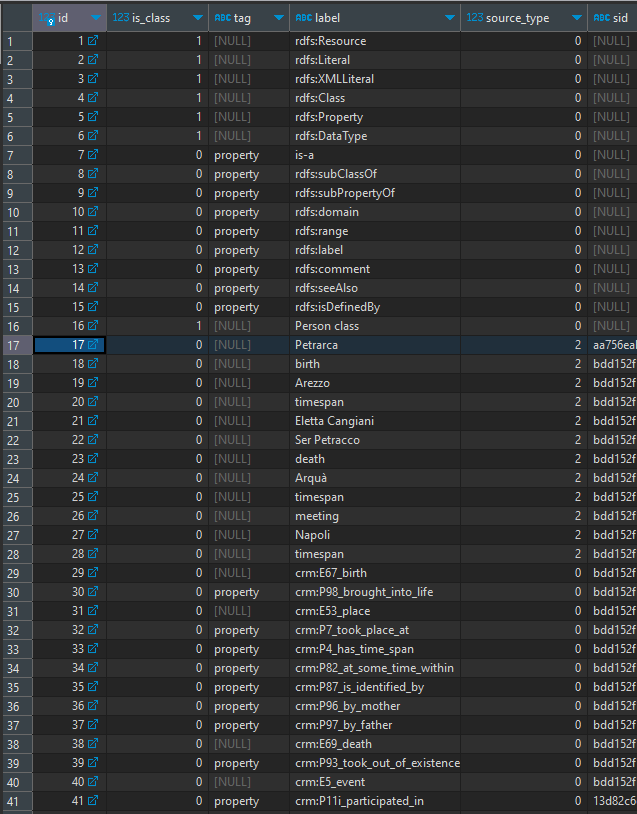 123 id 123 is_class ABC tag ABC label 123 source_type ABC sid
1 1 1 [NULL] rdfs:Resource 0 [NULL]
2 2 1 [NULL] rdfs:Literal 0 [NULL]
3 3 1 [NULL] rdfs:XMLLiteral 0 [NULL]
4 4 1 [NULL] rdfs:Class 0 [NULL]
5 5 1 [NULL] rdfs:Property 0 [NULL]
6 6 1 [NULL] rdfs:DataType 0 [NULL]
7 7 0 property is-a 0 [NULL]
8 8 0 property rdfs:subClassOf 0 [NULL]
9 9 0 property rdfs:subPropertyOf 0 [NULL]
10 10 0 property rdfs:domain 0 [NULL]
11 11 0 property rdfs:range 0 [NULL]
12 12 0 property rdfs:label 0 [NULL]
13 13 0 property rdfs:comment 0 [NULL]
14 14 0 property rdfs:seeAlso 0 [NULL]
15 15 0 property rdfs:isDefinedBy 0 [NULL]
16 16 1 [NULL] Person class 0 [NULL]
17 17 0 [NULL] Petrarca 2 aa756eal
18 18 0 [NULL] birth 2 bdd152f
19 19 0 [NULL] Arezzo 2 bdd152f
20 20 0 [NULL] timespan 2 bdd152f
21 21 0 [NULL] Eletta Cangiani 2 bdd152f
22 22 0 [NULL] Ser Petracco 2 bdd152f
23 23 0 [NULL] death 2 bdd152f
24 24 0 [NULL] Arquà 2 bdd152f
25 25 0 [NULL] timespan 2 bdd152f
26 26 0 [NULL] meeting 2 bdd152f
27 27 0 [NULL] Napoli 2 bdd152f
28 28 0 [NULL] timespan 2 bdd152f
29 29 0 [NULL] crm:E67_birth 0 bdd152f
30 30 0 property crm:P98_brought_into_life 0 bdd152f
31 31 0 [NULL] crm:E53_place 0 bdd152f
32 32 0 property crm:P7_took_place_at 0 bdd152f
33 33 0 property crm:P4_has_time_span 0 bdd152f
34 34 0 property crm:P82_at_some_time_within 0 bdd152f
35 35 0 property crm:P87_is_identified_by 0 bdd152f
36 36 0 property crm:P96_by_mother 0 bdd152f
37 37 0 property crm:P97_by_father 0 bdd152f
38 38 0 [NULL] crm:E69_death 0 bdd152f
39 39 0 property crm:P93_took_out_of_existence 0 bdd152f
40 40 0 [NULL] crm:E5_event 0 bdd152f
41 41 0 property crm:P11i_participated_in 0 13d82c6